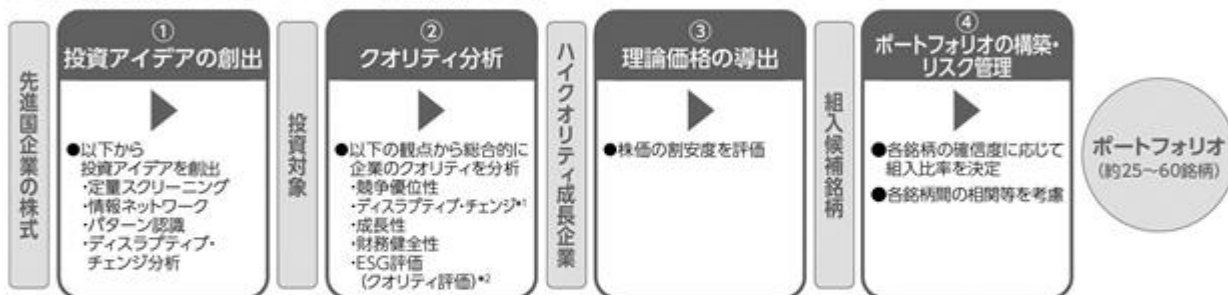 先進国企業の株式
①
投資アイデアの創出
●以下から
投資アイデアを創出
・定量スクリーニング
・情報ネットワーク
・パターン認識
・ディスラプティブ・
チェンジ分析
投資対象
②
クオリティ分析
●以下の観点から総合的に
企業のクオリティを分析
・競争優位性
・ディスラプティブ・チェンジ*1
・成長性
・財務健全性
・ESG評価
(クオリティ評価)*2
ハイクオリティ成長企業
③
理論価格の導出
●株価の割安度を評価
組入候補銘柄
④
ポートフォリオの構築・
リスク管理
●各銘柄の確信度に応じて
組入比率を決定
●各銘柄間の相関等を考慮
ポートフォリオ
(約25～60銘柄)